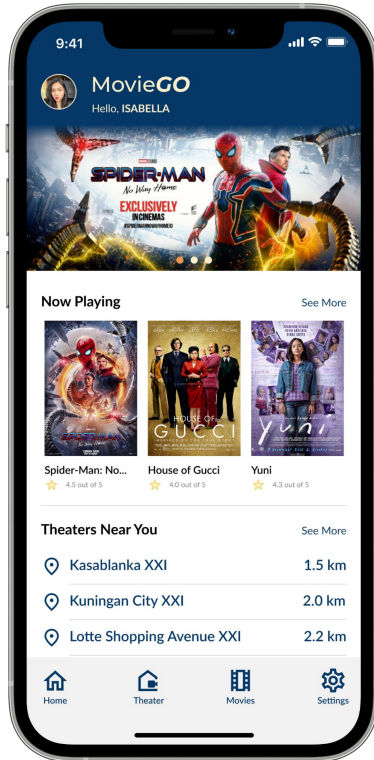 9:41
MovieGO
Hello, ISABELLA
SPIDER-MAN
No Way Home
EXCLUSIVELY
IN CINEMAS
#SPIDERMANNOWAYHOMEID
Now Playing
See More
SPIDER-MAN
HOUSE OF
GUCCI
yuni
Spider-Man: No...
House of Gucci
Yuni
4.5 out of 5
4.0 out of 5
4.3 out of 5
Theaters Near You
See More
Kasablanka XXI
1.5 km
Kuningan City XXI
2.0 km
Lotte Shopping Avenue XXI
2.2 km
Home
Theater
Movies
Settings